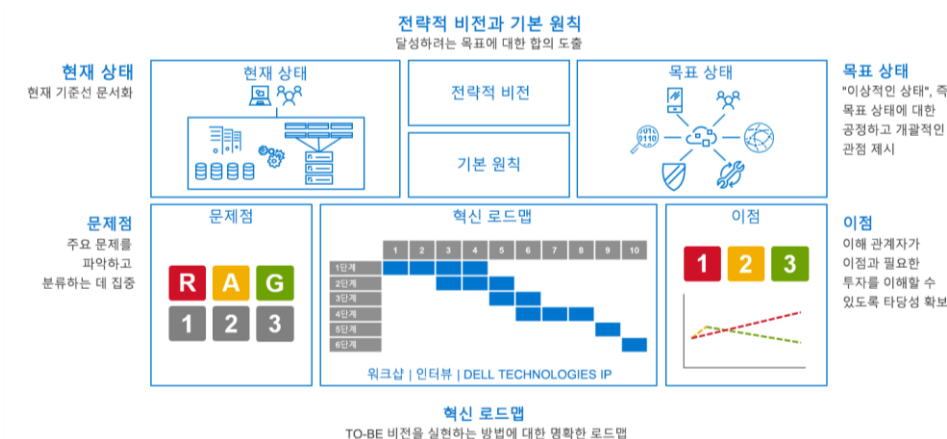 전략적 비전과 기본 원칙
달성하려는 목표에 대한 합의 도출
현재 상태
현재 기준선 문서화
현재 상태
전략적 비전
기본 원칙
목표 상태
010
0110
목표 상태
"이상적인 상태", 즉
목표 상태에 대한
공정하고 개괄적인
관점 제시
문제점
주요 문제를
파악하고
분류하는 데 집중
문제점
R A G
1 2 3
혁신 로드맵
1 2 3 4 5 6 7 8 9 10
1단계
2단계
3단계
4단계
5단계
6단계
워크샵 | 인터뷰 | DELL TECHNOLOGIES IP
이점
1 2 3
이점
이해 관계자가
이점과 필요한
투자를 이해할 수
있도록 타당성 확보
혁신 로드맵
TO-BE 비전을 실현하는 방법에 대한 명확한 로드맵